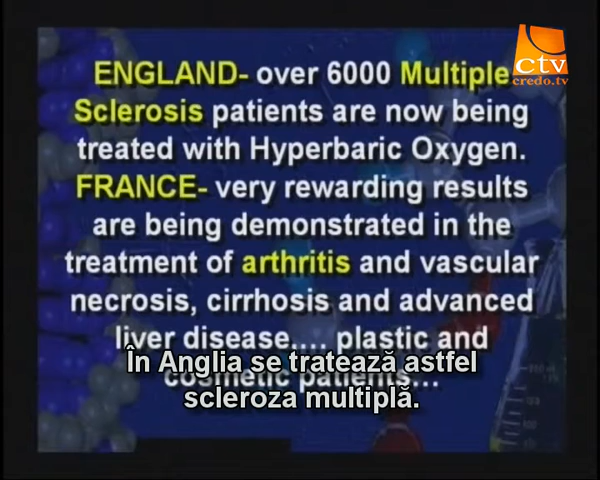 ctv
credo.tv
ENGLAND- over 6000 Multiple
Sclerosis patients are now being
treated with Hyperbaric Oxygen.
FRANCE- very rewarding results
are being demonstrated in the
treatment of arthritis and vascular
necrosis, cirrhosis and advanced
liver disease.... plastic and
cosmetic patients...
În Anglia se tratează astfel
scleroza multiplă.